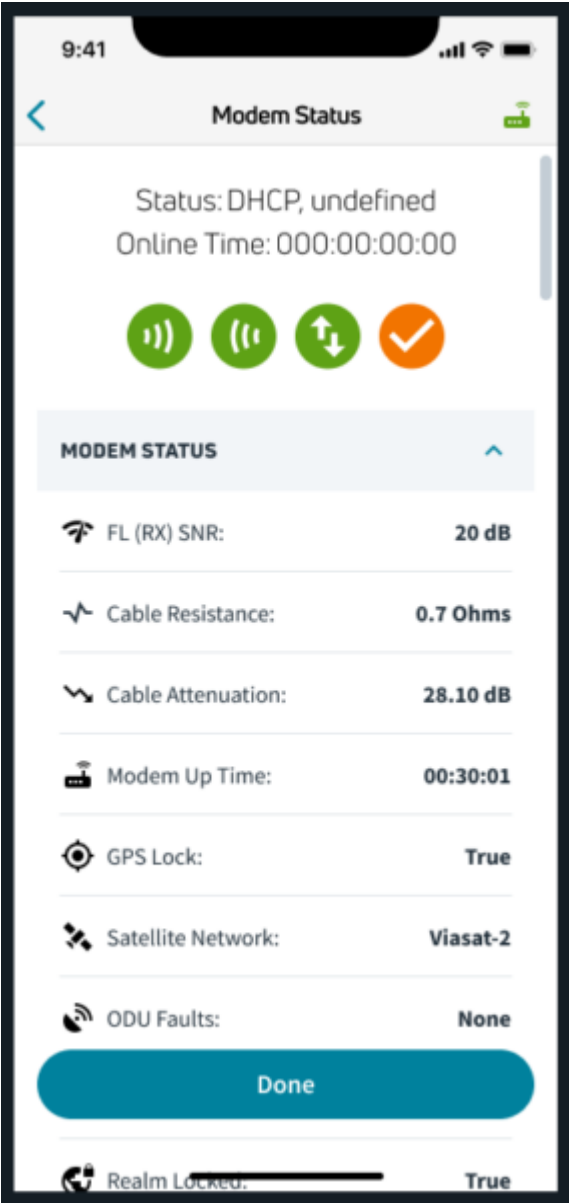 9:41
Modem Status
Status: DHCP, undefined
Online Time: 000:00:00:00
MODEM STATUS
FL (RX) SNR: 20 dB
Cable Resistance: 0.7 Ohms
Cable Attenuation: 28.10 dB
Modem Up Time: 00:30:01
GPS Lock: True
Satellite Network: Viasat-2
ODU Faults: None
Done
Realm Locked: True